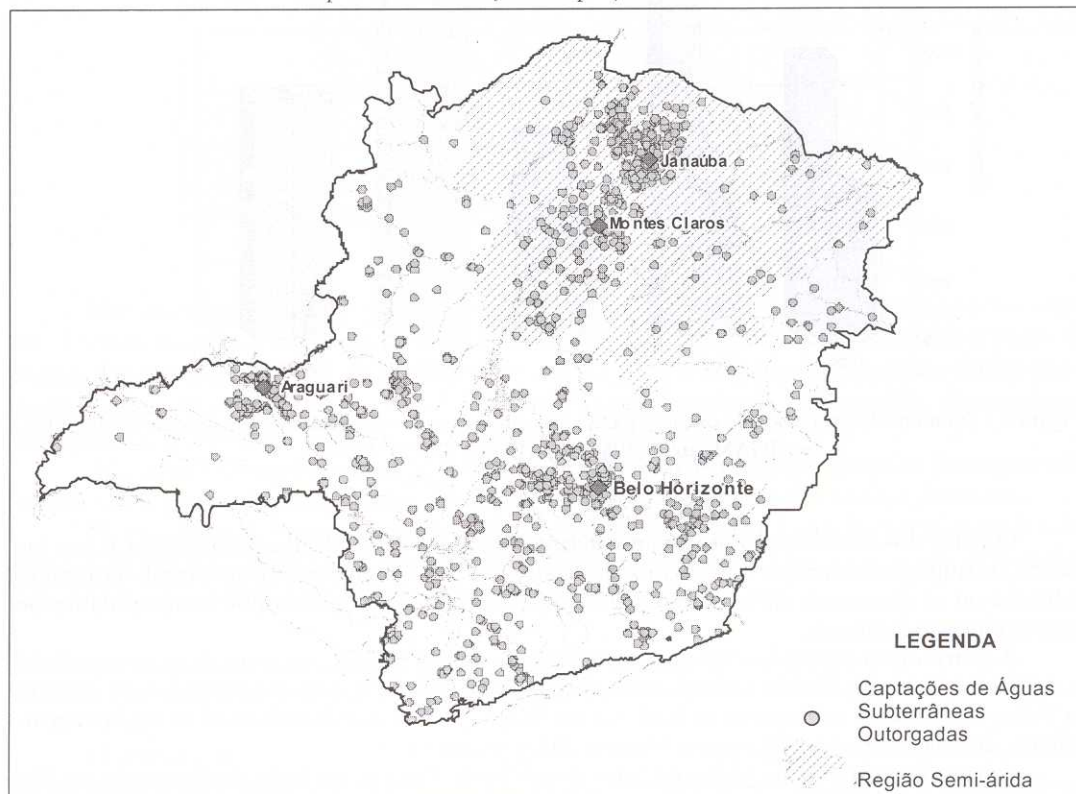 Janaúba
Montes Claros
Araguari
Belo Horizonte
LEGENDA
Captações de Águas
Subterrâneas
Outorgadas
Região Semi-árida